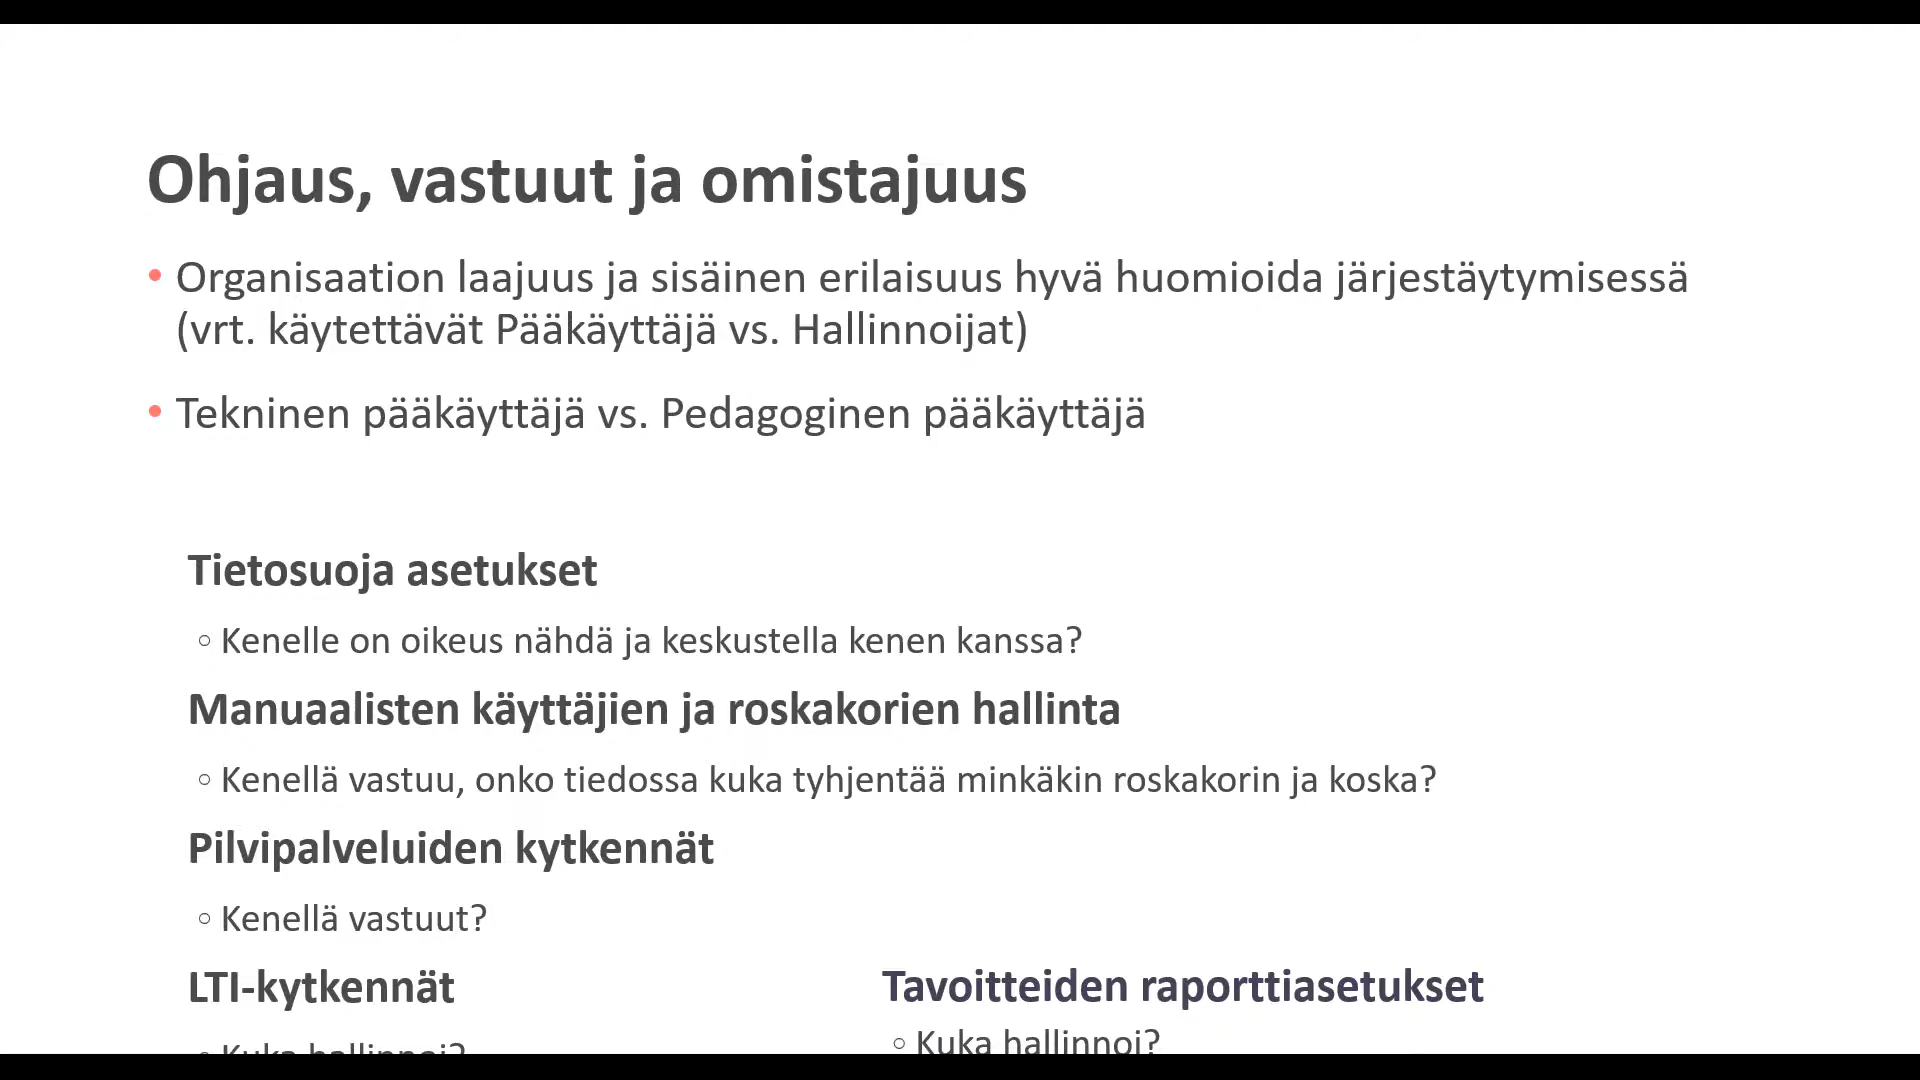 Ohjaus, vastuut ja omistajuus
• Organisaation laajuus ja sisäinen erilaisuus hyvä huomioida järjestäytymisessä
(vrt. käytettävät Pääkäyttäjä vs. Hallinnoijat)
• Tekninen pääkäyttäjä vs. Pedagoginen pääkäyttäjä
Tietosuoja asetukset
◦ Kenelle on oikeus nähdä ja keskustella kenen kanssa?
Manuaalisten käyttäjien ja roskakorien hallinta
◦ Kenellä vastuu, onko tiedossa kuka tyhjentää minkäkin roskakorin ja koska?
Pilvipalveluiden kytkennät
◦ Kenellä vastuut?
LTI-kytkennät
◦ Kuka hallinnoi?
Tavoitteiden raporttiasetukset
◦ Kuka hallinnoi?